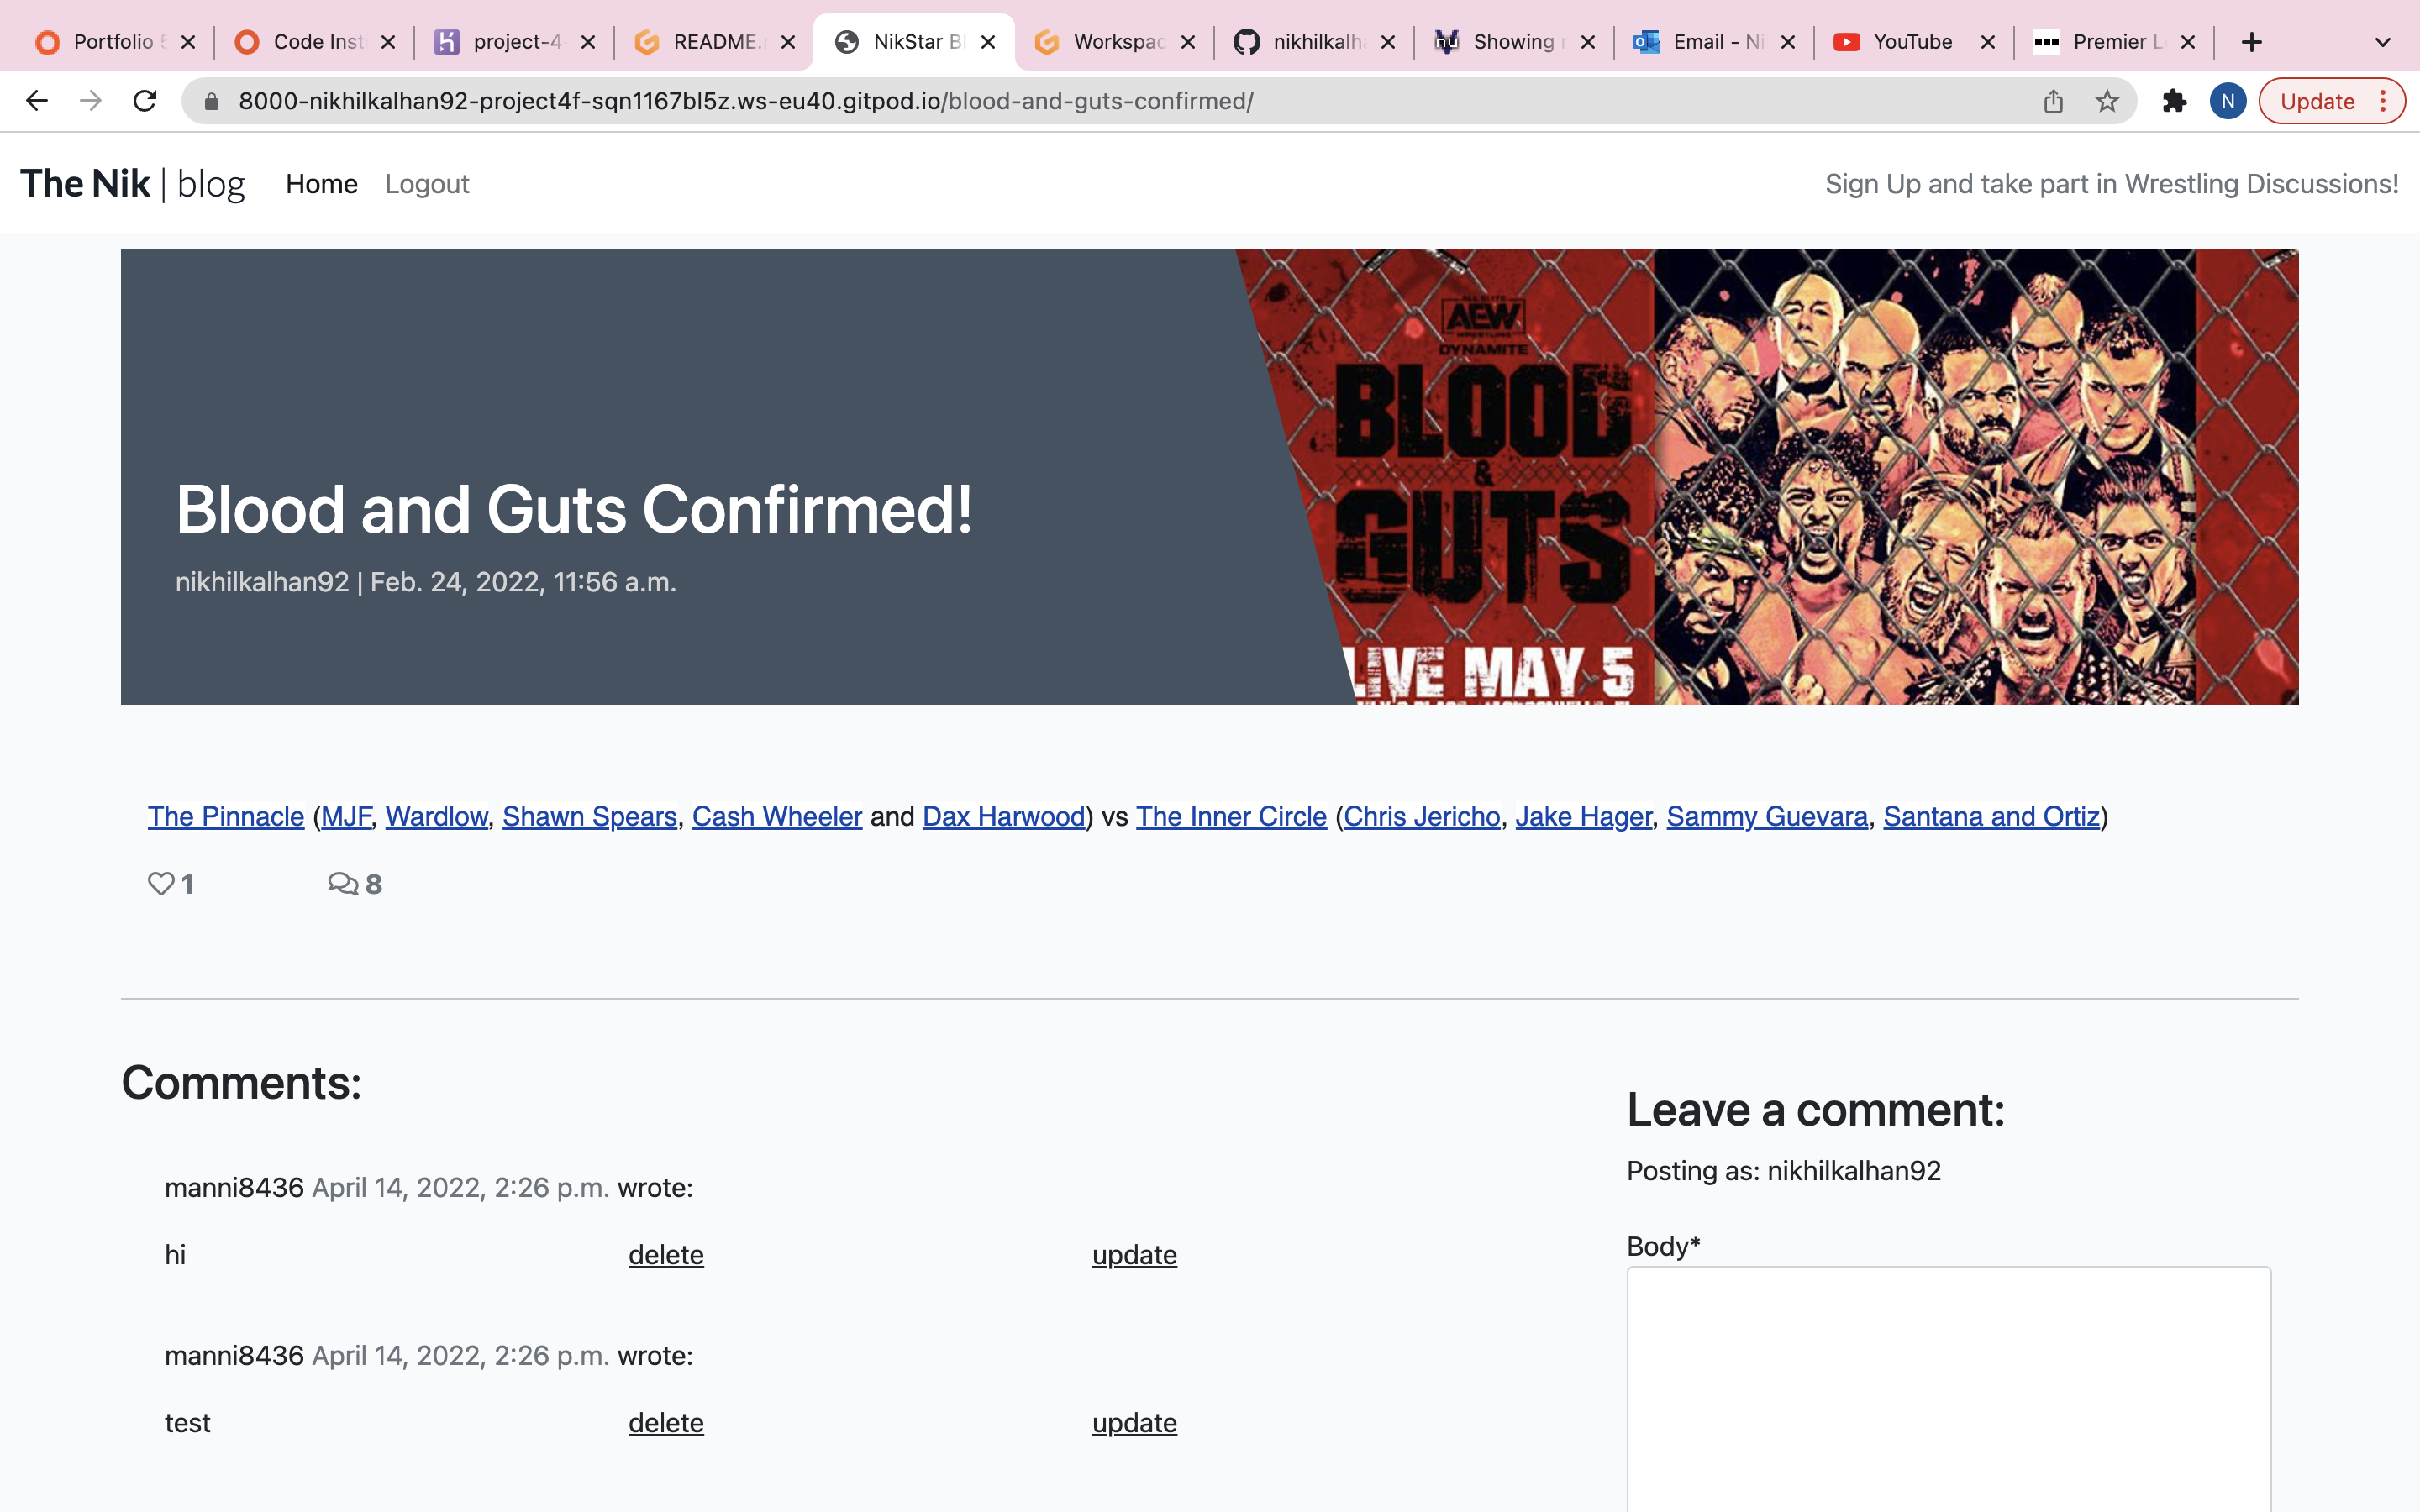 Portfolio
Code Inst
project-4
README.
NikStar Bl
Workspac
nikhilkalha
Showing
Email - Ni
YouTube
Premier L
8000-nikhilkalhan92-project4f-sqn1167bl5z.ws-eu40.gitpod.io/blood-and-guts-confirmed/
N
Update
The Nik | blog
Home
Logout
Sign Up and take part in Wrestling Discussions!
ALL ELITE
AEW
WRESTLING
DYNAMITE
BLOOD
&
GUTS
LIVE MAY 5
Blood and Guts Confirmed!
nikhilkalhan92 | Feb. 24, 2022, 11:56 a.m.
The Pinnacle (MJF, Wardlow, Shawn Spears, Cash Wheeler and Dax Harwood) vs The Inner Circle (Chris Jericho, Jake Hager, Sammy Guevara, Santana and Ortiz)
1 8
Comments:
manni8436 April 14, 2022, 2:26 p.m. wrote:
hi delete update
manni8436 April 14, 2022, 2:26 p.m. wrote:
test delete update
Leave a comment:
Posting as: nikhilkalhan92
Body*